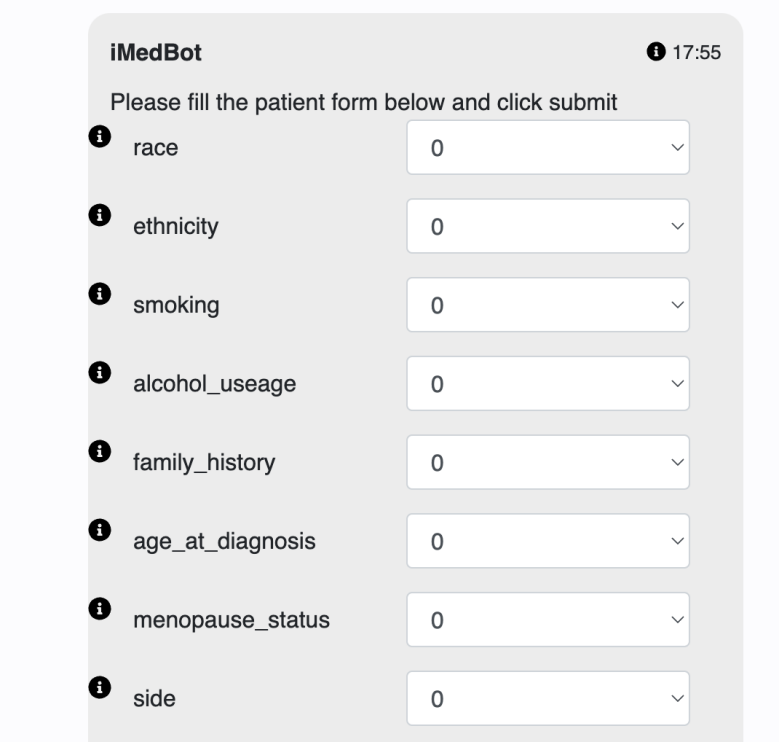 iMedBot 17:55
Please fill the patient form below and click submit
race 0
ethnicity 0
smoking 0
alcohol_useage 0
family_history 0
age_at_diagnosis 0
menopause_status 0
side 0